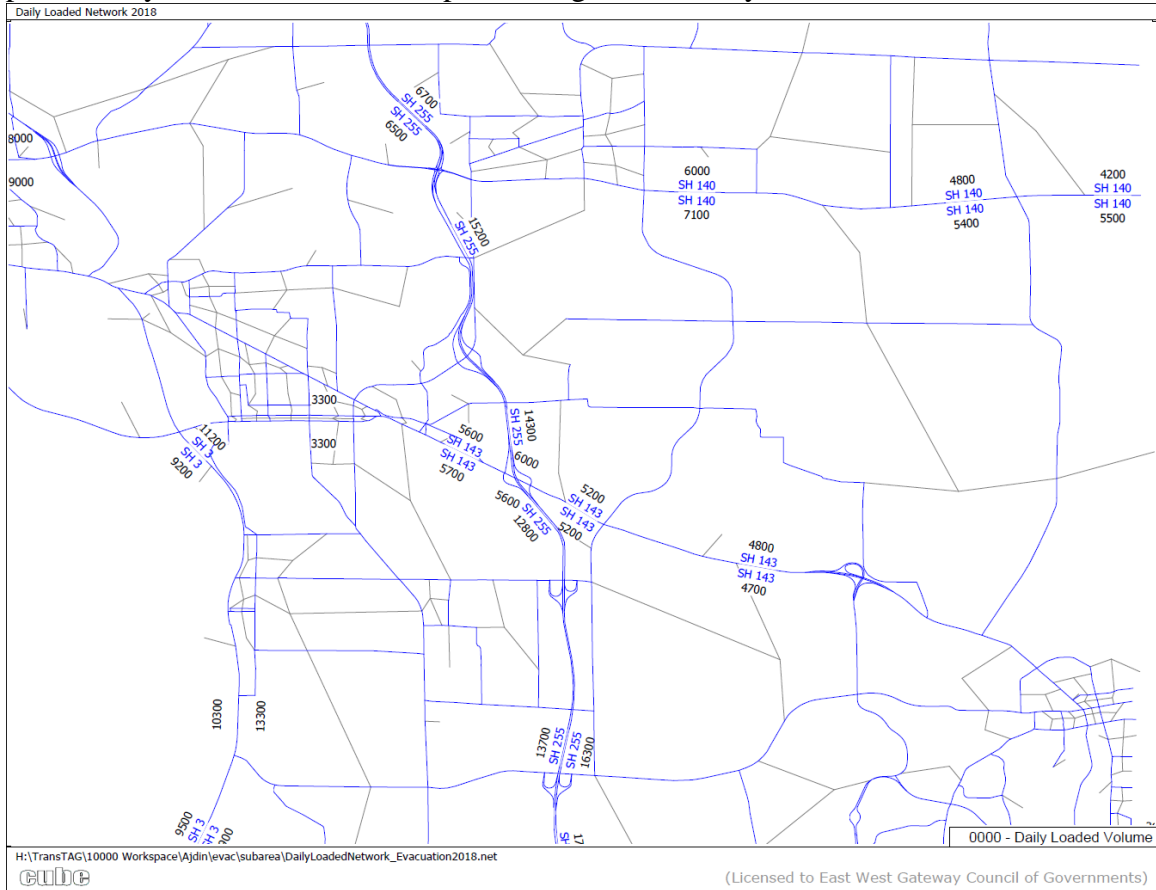 Daily Loaded Network 2018
6700
SH 255
SH 255
6500
8000
9000
6000
SH 140
SH 140
7100
4800
SH 140
SH 140
5400
4200
SH 140
SH 140
5500
15200
SH 255
3300
3300
11200
SH 3
SH 3
9200
14300
SH 255
5600
SH 143
SH 143
5700
6000
5600
SH 255
12800
5200
SH 143
SH 143
5200
4800
SH 143
SH 143
4700
10300
13300
13700
SH 255
SH 255
16300
9500
SH 3
SH 3
900
SH
17
0000 - Daily Loaded Volume
H:\TransTAG\10000 Workspace\Ajdin\evac\subarea\DailyLoadedNetwork_Evacuation2018.net
cube
(Licensed to East West Gateway Council of Governments)